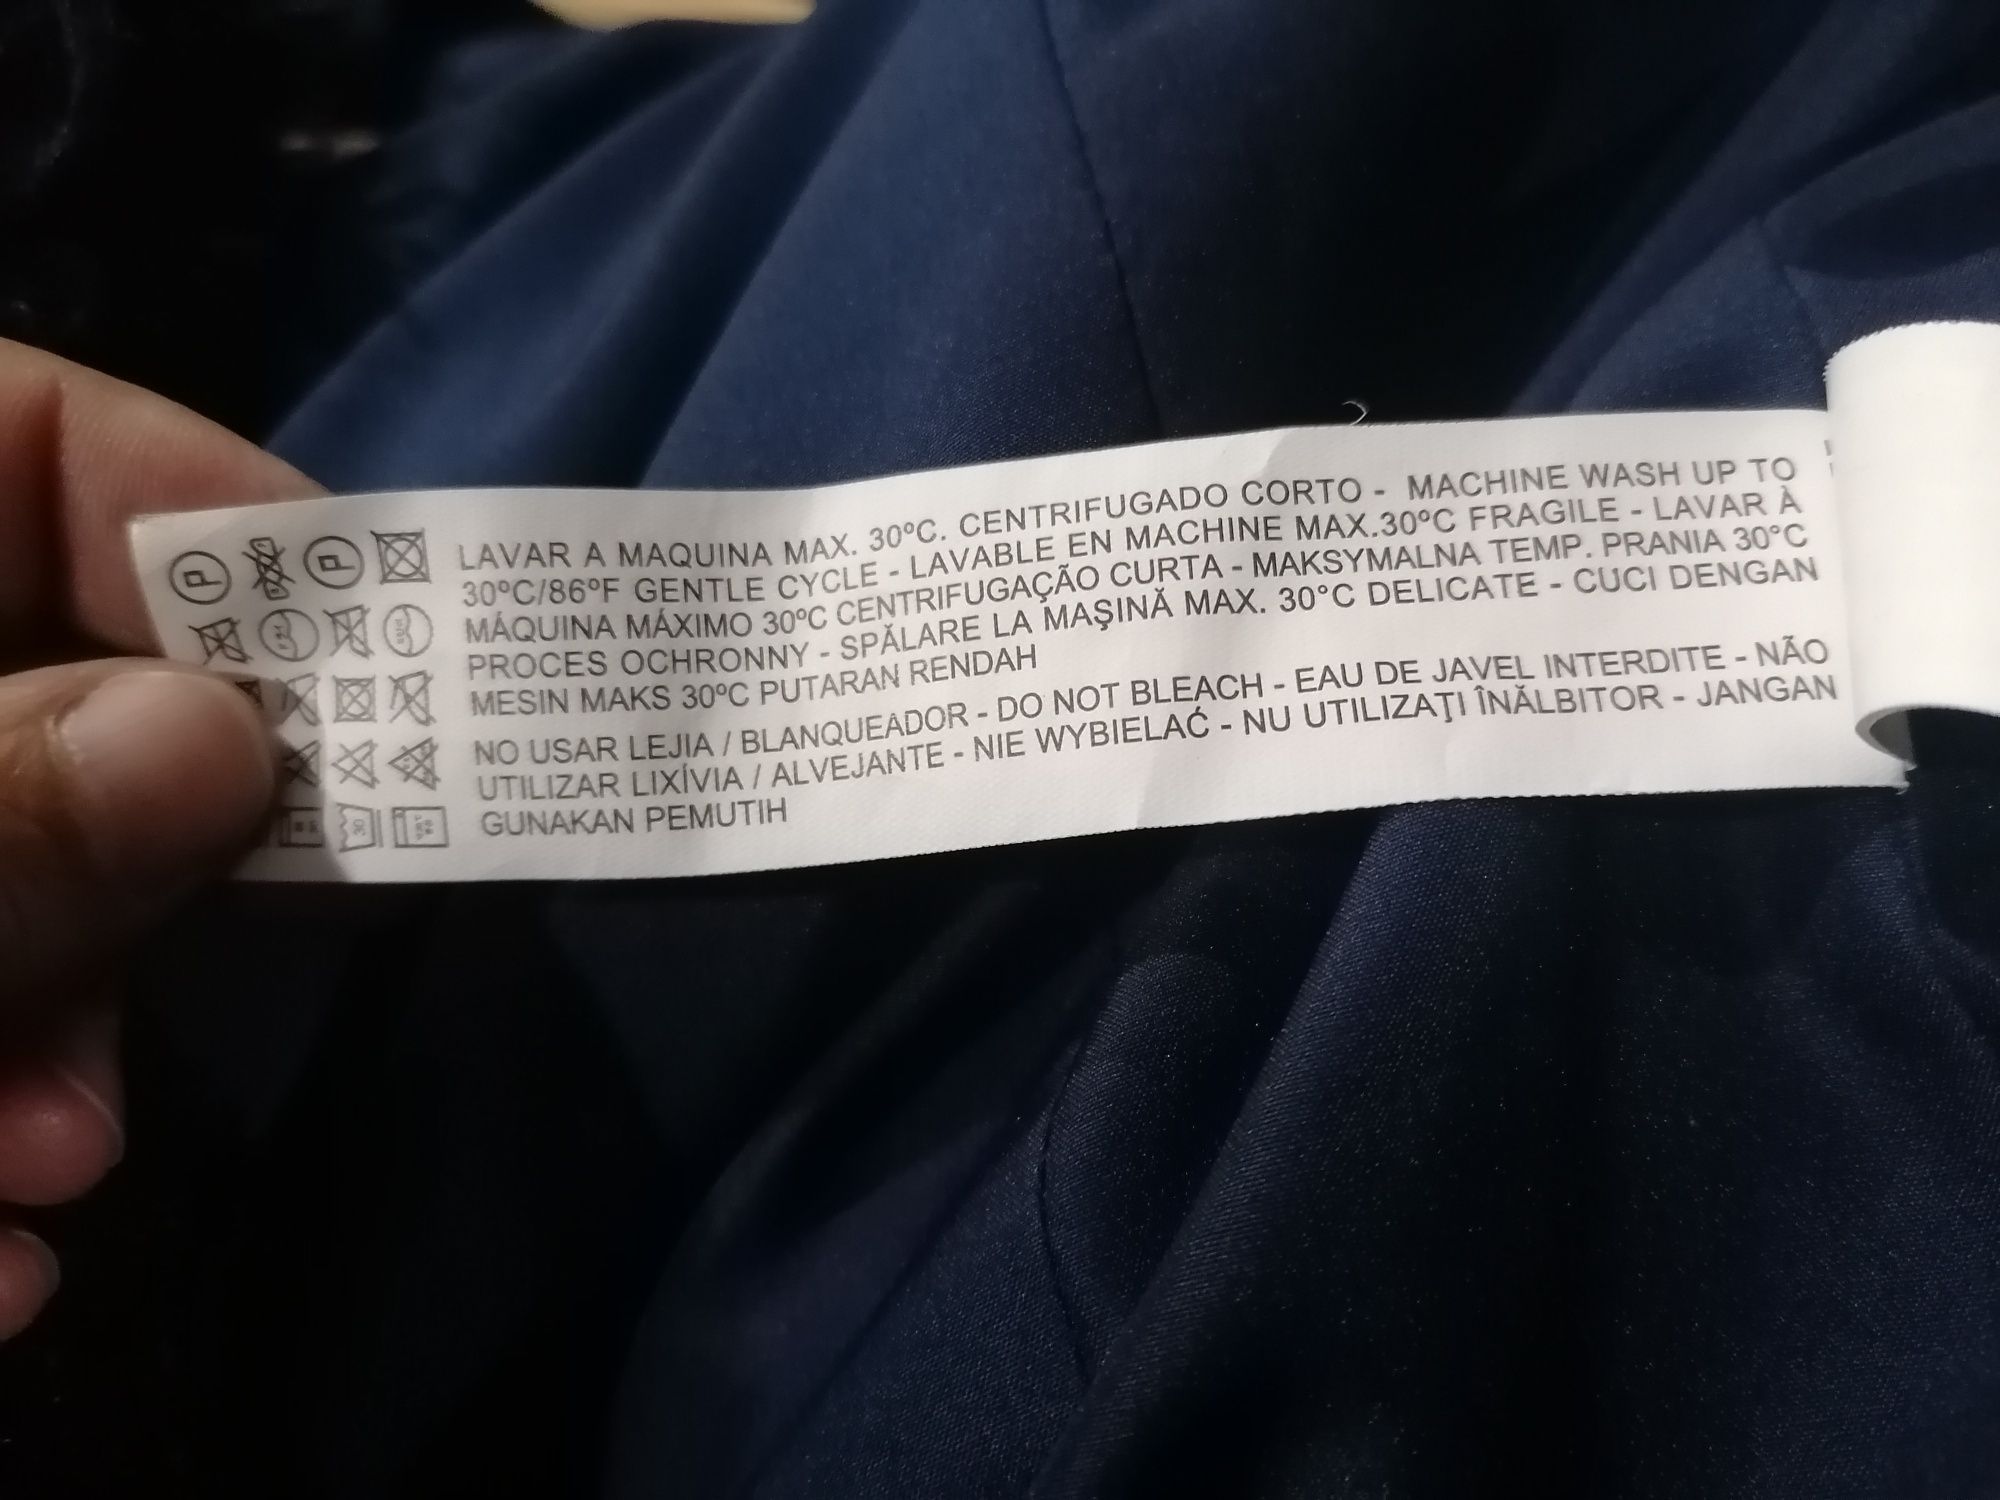 LAVAR A MAQUINA MAX. 30ºC. CENTRIFUGADO CORTO - MACHINE WASH UP TO
30ºC/86ºF GENTLE CYCLE - LAVABLE EN MACHINE MAX.30ºC FRAGILE - LAVAR À
MÁQUINA MÁXIMO 30ºC CENTRIFUGAÇÃO CURTA - MAKSYMALNA TEMP. PRANIA 30°C
PROCES OCHRONNY - SPĂLARE LA MAŞINĂ MAX. 30°C DELICATE - CUCI DENGAN
MESIN MAKS 30ºC PUTARAN RENDAH
NO USAR LEJIA / BLANQUEADOR - DO NOT BLEACH - EAU DE JAVEL INTERDITE - NÃO
UTILIZAR LIXÍVIA / ALVEJANTE - NIE WYBIELAĆ - NU UTILIZAŢI ÎNĂLBITOR - JANGAN
GUNAKAN PEMUTIH
P
P
30